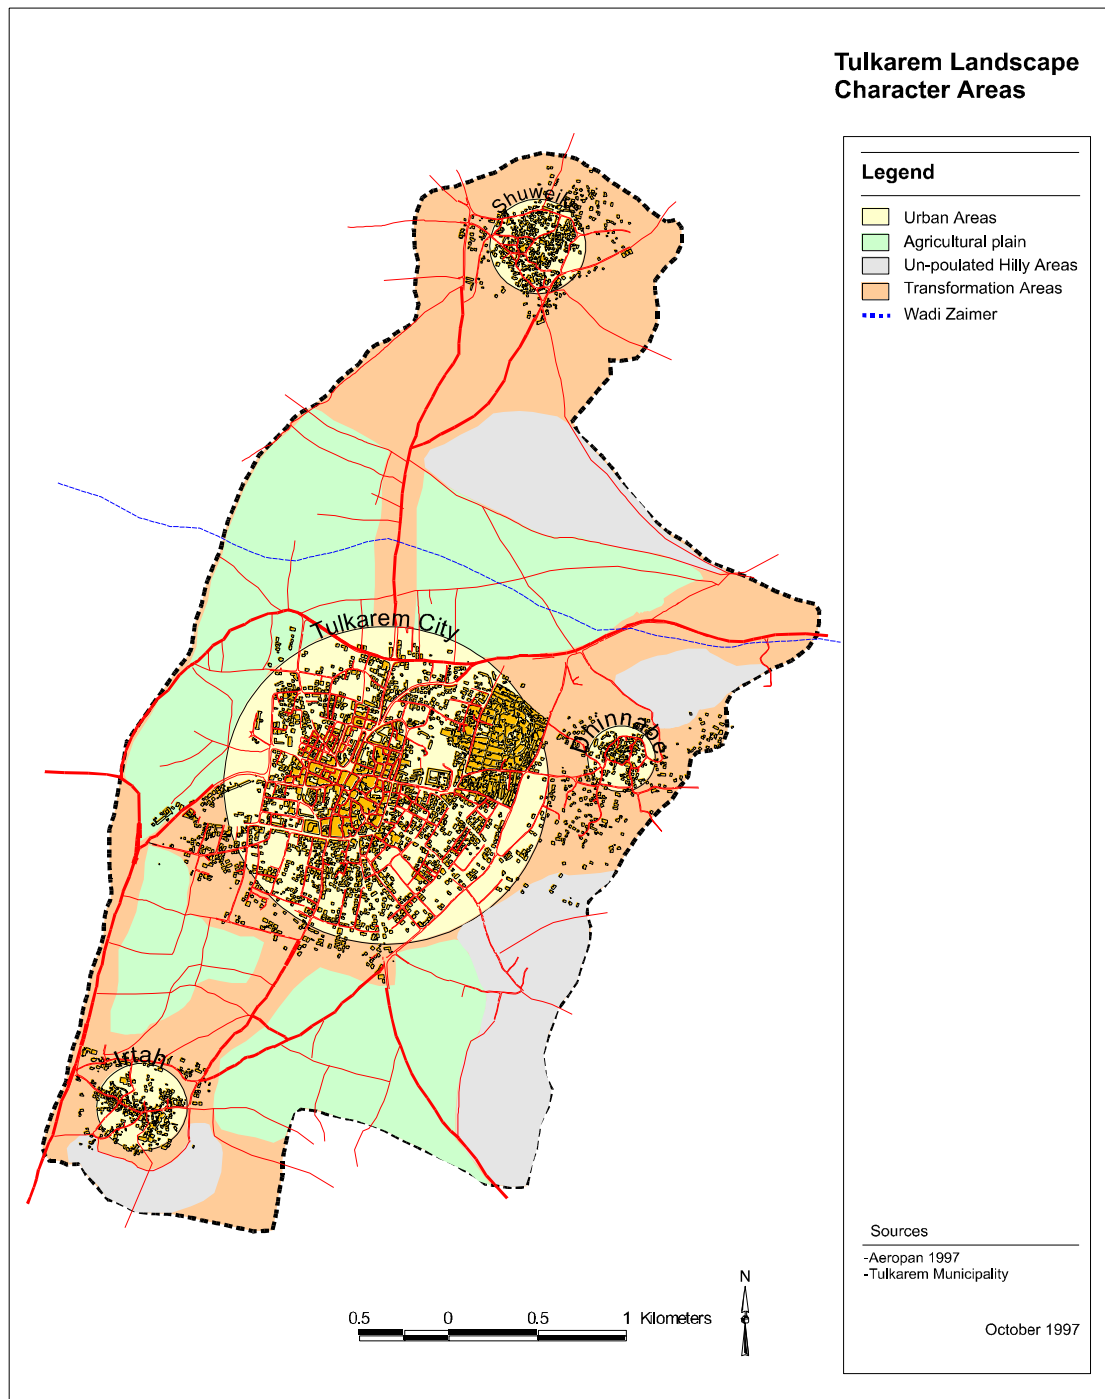 Tulkarem Landscape
Character Areas
Legend
Urban Areas
Agricultural plain
Un-poulated Hilly Areas
Transformation Areas
Wadi Zaimer
Shuweika
Tulkarem City
Dhinnabe
Irtah
Sources
-Aeropan 1997
-Tulkarem Municipality
N
0.5 0 0.5 1 Kilometers
October 1997